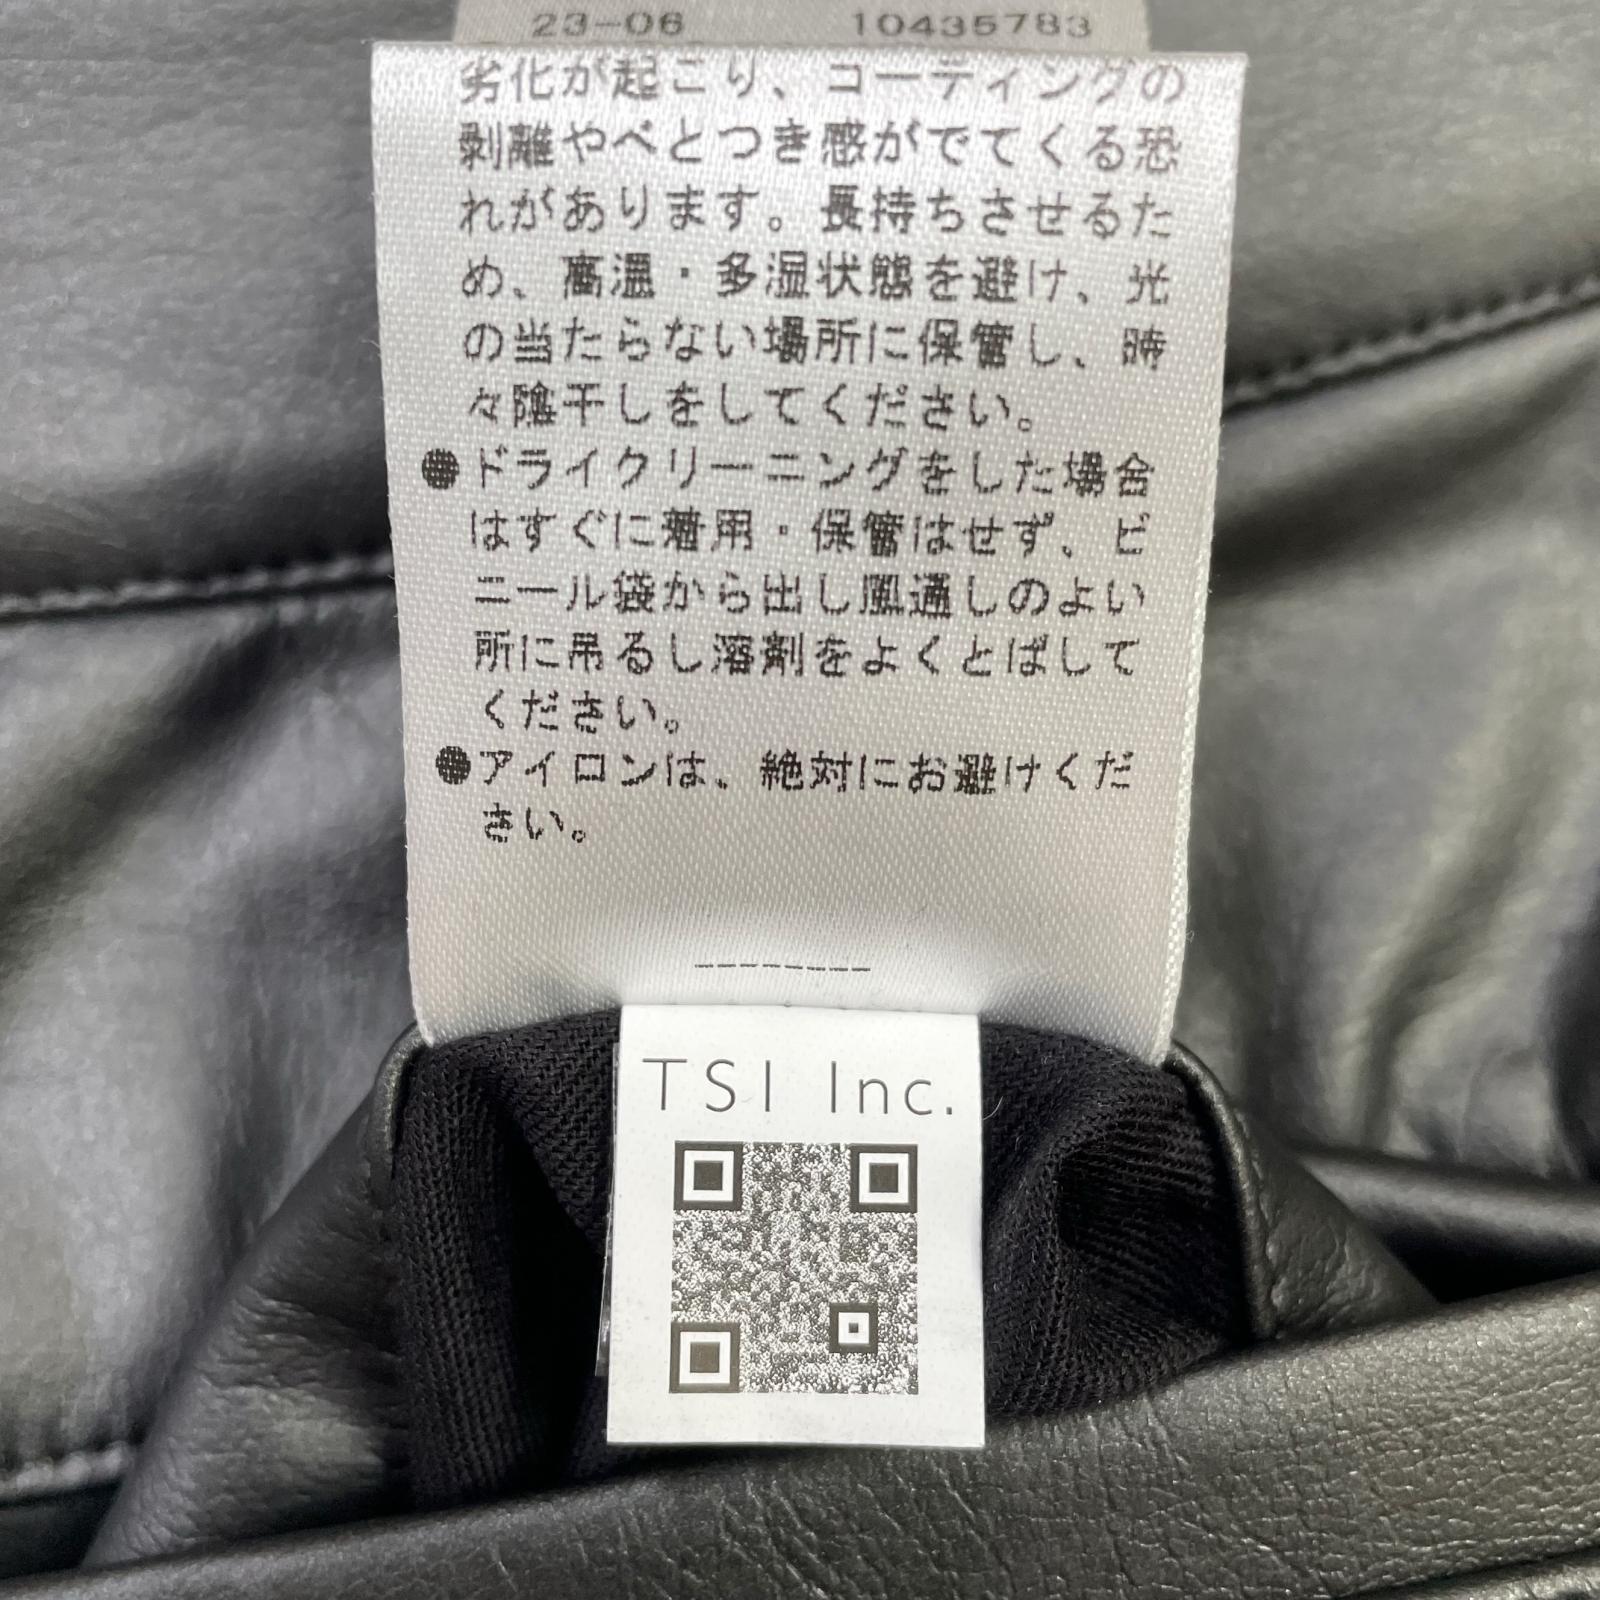 23-06 10435783
劣化が起こり、コーティングの
剥離やべとつき感がでてくる恐
れがあります。長持ちさせるた
め、高温・多湿状態を避け、光
の当たらない場所に保管し、時
々陰干しをしてください。
●ドライクリーニングをした場合
はすぐに着用・保管はせず、ビ
ニール袋から出し風通しのよい
所に吊るし溶剤をよくとばして
ください。
●アイロンは、絶対にお避けくだ
さい。
--------
TSI Inc.